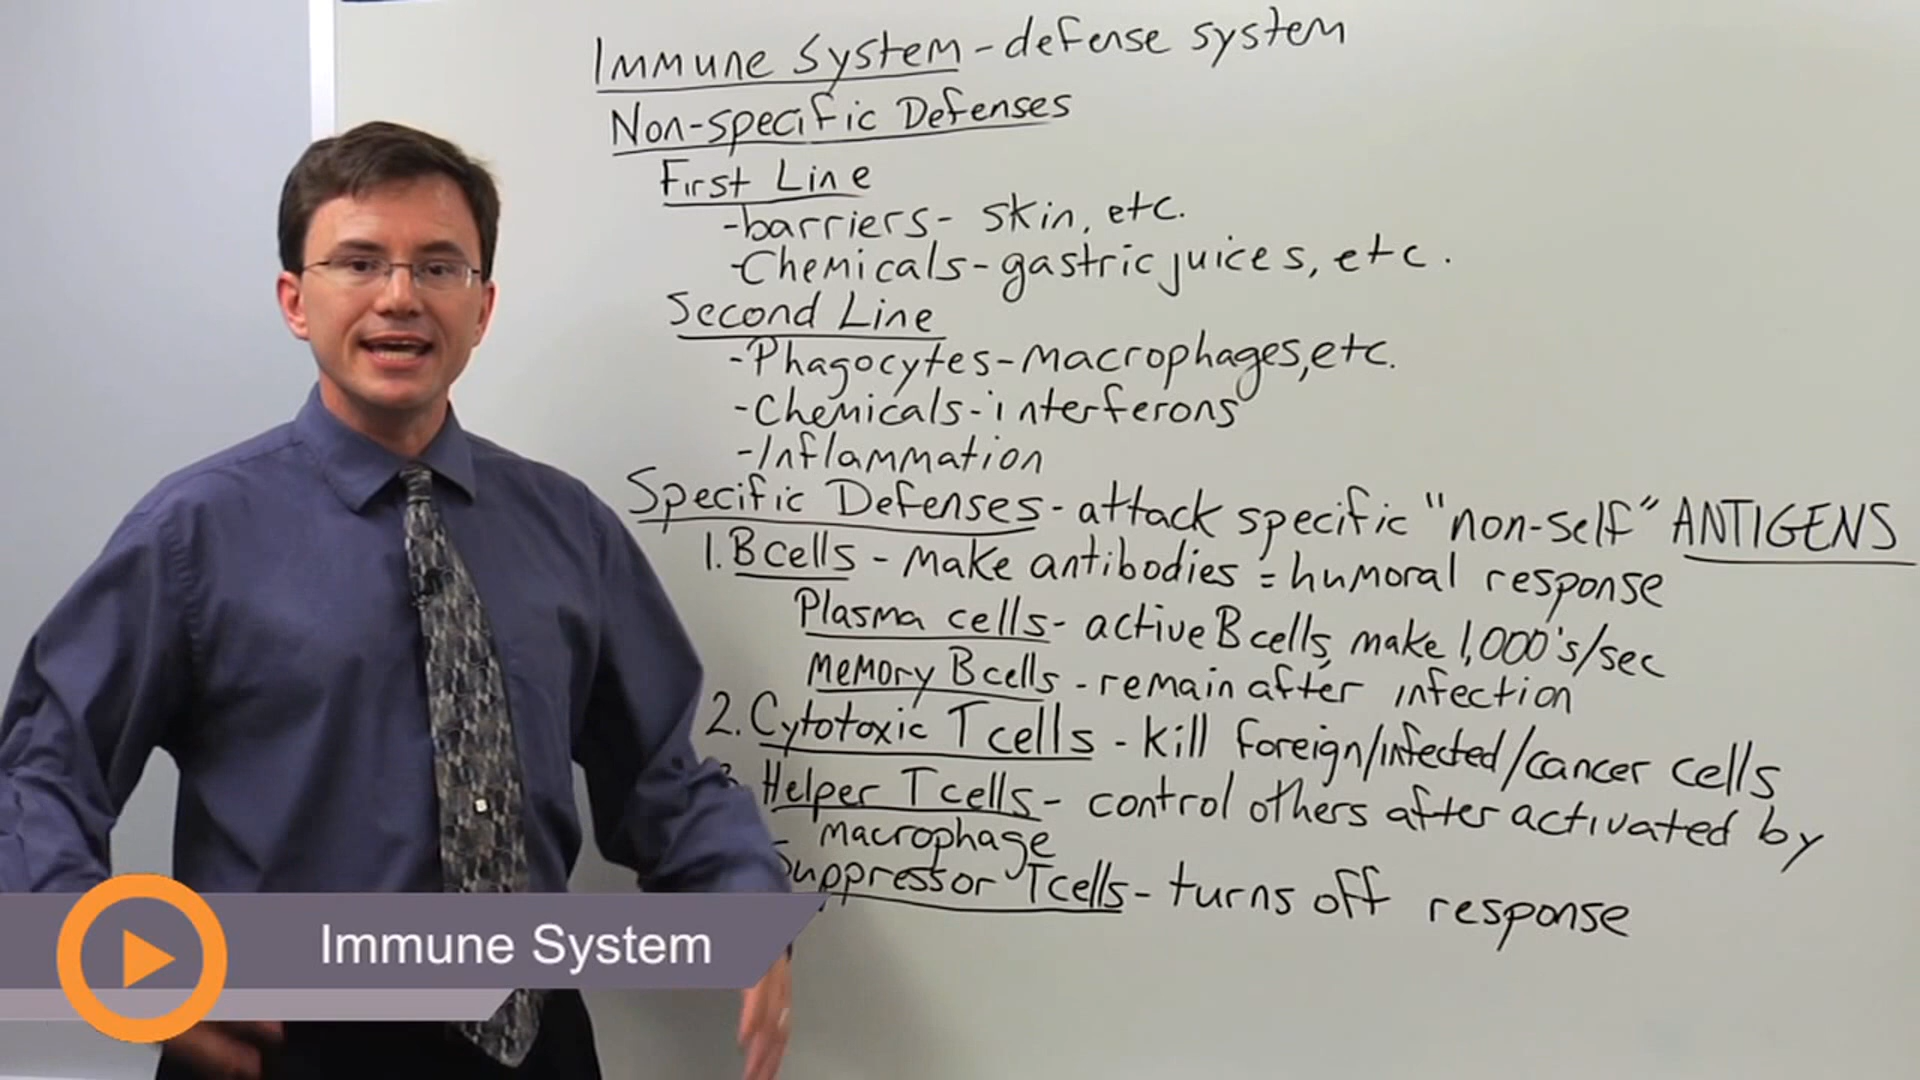 Immune System - defense system
Non-specific Defenses
First Line
-barriers- skin, etc.
-Chemicals-gastric juices, etc.
Second Line
-Phagocytes-macrophages, etc.
-Chemicals-interferons
-Inflammation
Specific Defenses - attack specific "non-self" ANTIGENS
1. B cells - make antibodies = humoral response
Plasma cells- active B cells, make 1,000's/sec
Memory B cells - remain after infection
2. Cytotoxic T cells - kill foreign/infected/cancer cells
Helper T cells - control others after activated by
macrophage
Suppressor T cells - turns off response
Immune System